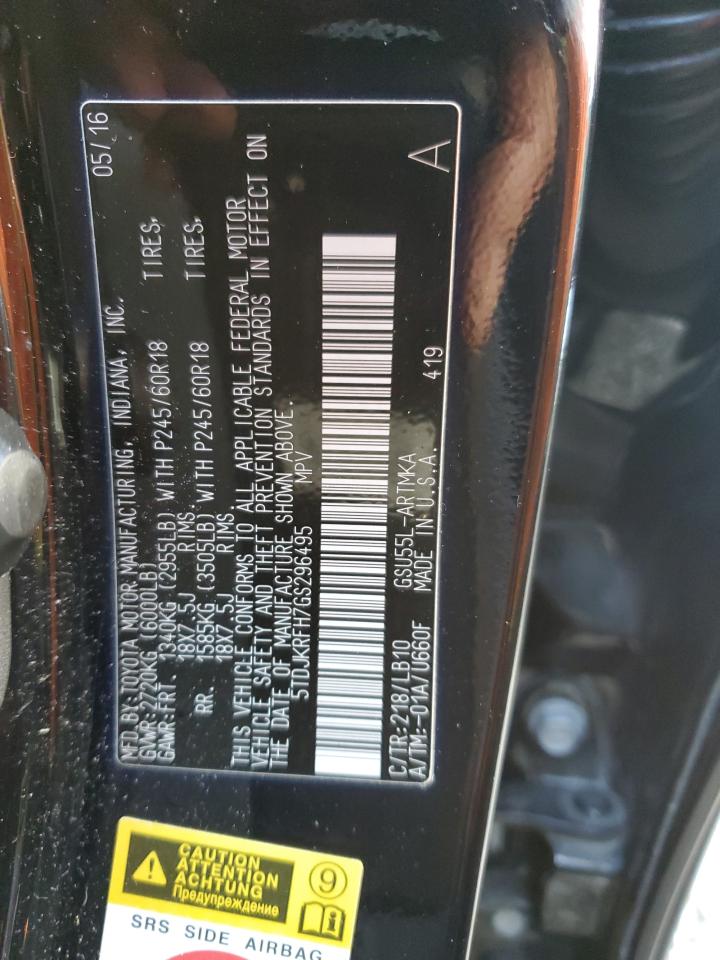 MFD. BY: TOYOTA MOTOR MANUFACTURING, INDIANA, INC. 05/16
GVWR: 2720KG (6000LB)
GAWR: FRT. 1340KG (2955LB) WITH P245/60R18 TIRES,
18X7.5J RIMS.
RR. 1585KG (3505LB) WITH P245/60R18 TIRES,
18X7.5J RIMS.
THIS VEHICLE CONFORMS TO ALL APPLICABLE FEDERAL MOTOR
VEHICLE SAFETY AND THEFT PREVENTION STANDARDS IN EFFECT ON
THE DATE OF MANUFACTURE SHOWN ABOVE.
5TDJKRFH7GS296495 MPV
C/TR: 218/LB10 GSU55L-ARTMKA 419 A
A/TM: -01A/U660F MADE IN U.S.A.
CAUTION
ATTENTION
ACHTUNG
Предупреждение
9
SRS SIDE AIRBAG